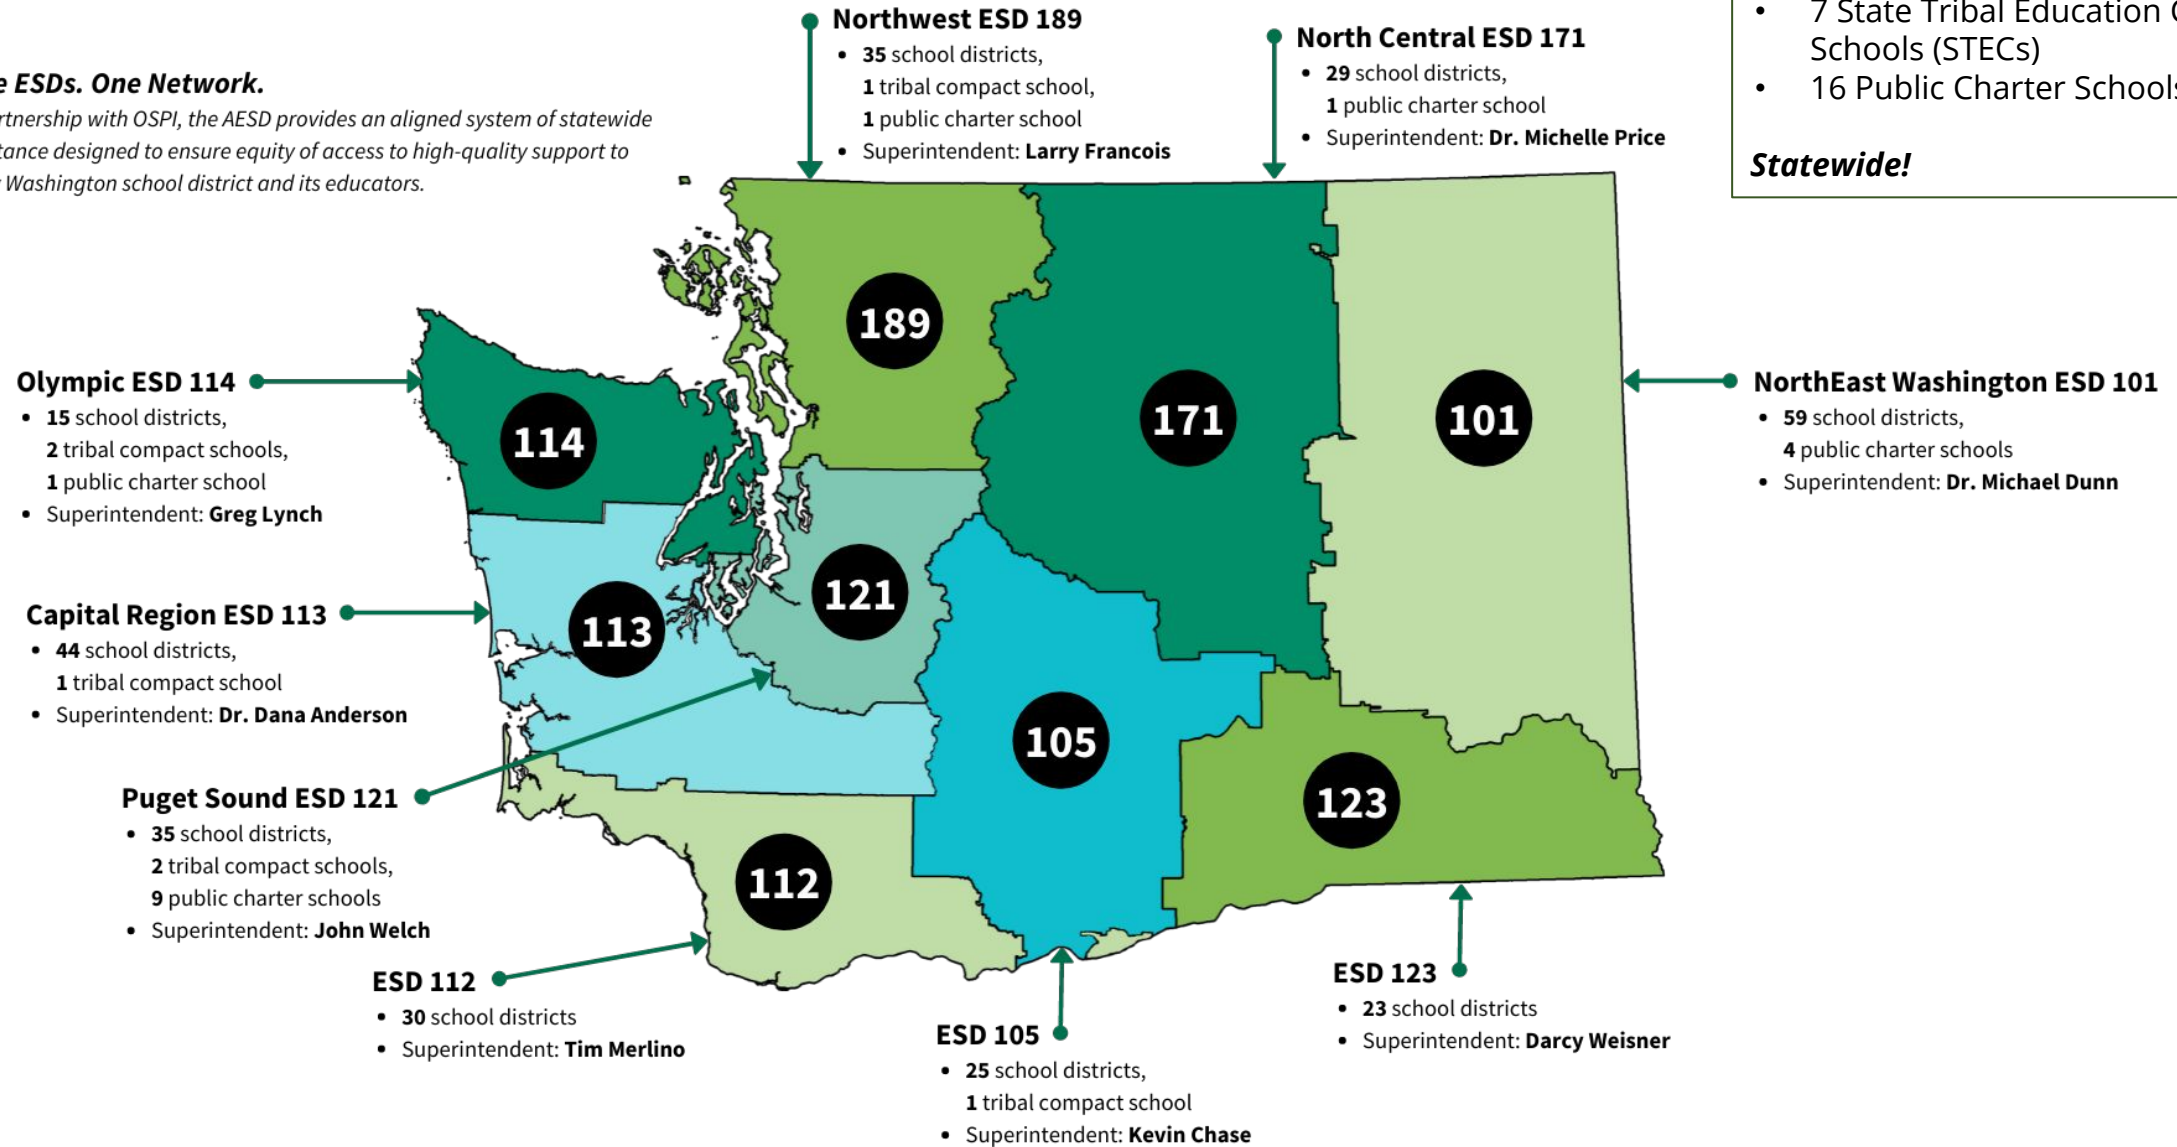 e ESDs. One Network.
rtnership with OSPI, the AESD provides an aligned system of statewide
tance designed to ensure equity of access to high-quality support to
Washington school district and its educators.
Northwest ESD 189
• 35 school districts,
1 tribal compact school,
1 public charter school
• Superintendent: Larry Francois
North Central ESD 171
• 29 school districts,
1 public charter school
• Superintendent: Dr. Michelle Price
• 7 State Tribal Education
Schools (STECs)
• 16 Public Charter Schools
Statewide!
Olympic ESD 114
• 15 school districts,
2 tribal compact schools,
1 public charter school
• Superintendent: Greg Lynch
Capital Region ESD 113
• 44 school districts,
1 tribal compact school
• Superintendent: Dr. Dana Anderson
Puget Sound ESD 121
• 35 school districts,
2 tribal compact schools,
9 public charter schools
• Superintendent: John Welch
ESD 112
• 30 school districts
• Superintendent: Tim Merlino
ESD 105
• 25 school districts,
1 tribal compact school
• Superintendent: Kevin Chase
ESD 123
• 23 school districts
• Superintendent: Darcy Weisner
NorthEast Washington ESD 101
• 59 school districts,
4 public charter schools
• Superintendent: Dr. Michael Dunn
189
171
101
114
121
113
105
123
112